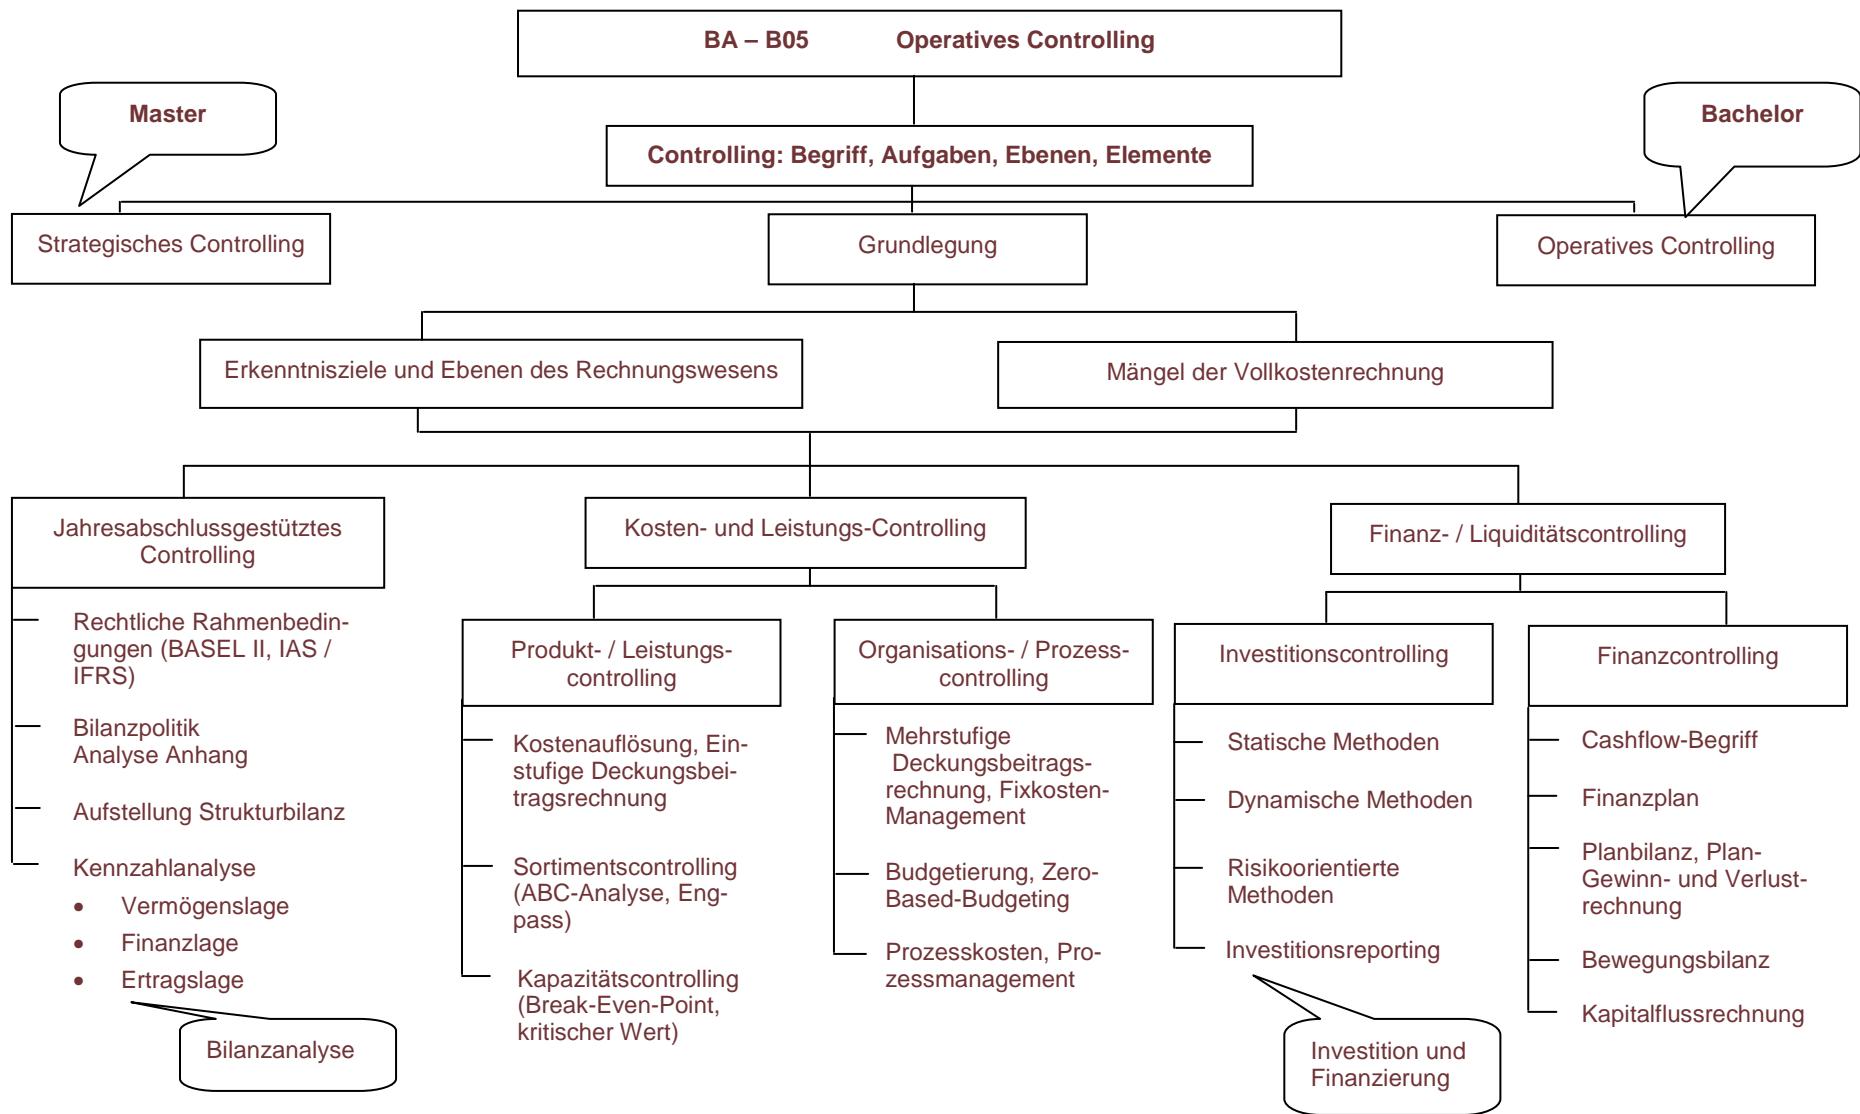 BA – B05 Operatives Controlling
Master
Bachelor
Controlling: Begriff, Aufgaben, Ebenen, Elemente
Strategisches Controlling
Grundlegung
Operatives Controlling
Erkenntnisziele und Ebenen des Rechnungswesens
Mängel der Vollkostenrechnung
Jahresabschlussgestütztes
Controlling
Kosten- und Leistungs-Controlling
Finanz- / Liquiditätscontrolling
Rechtliche Rahmenbedin-
gungen (BASEL II, IAS /
IFRS)
Bilanzpolitik
Analyse Anhang
Aufstellung Strukturbilanz
Kennzahlanalyse
• Vermögenslage
• Finanzlage
• Ertragslage
Bilanzanalyse
Produkt- / Leistungs-
controlling
Kostenauflösung, Ein-
stufige Deckungsbei-
tragsrechnung
Sortimentscontrolling
(ABC-Analyse, Eng-
pass)
Kapazitätscontrolling
(Break-Even-Point,
kritischer Wert)
Organisations- / Prozess-
controlling
Mehrstufige
Deckungsbeitrags-
rechnung, Fixkosten-
Management
Budgetierung, Zero-
Based-Budgeting
Prozesskosten, Pro-
zessmanagement
Investitionscontrolling
Statische Methoden
Dynamische Methoden
Risikoorientierte
Methoden
Investitionsreporting
Investition und
Finanzierung
Finanzcontrolling
Cashflow-Begriff
Finanzplan
Planbilanz, Plan-
Gewinn- und Verlust-
rechnung
Bewegungsbilanz
Kapitalflussrechnung